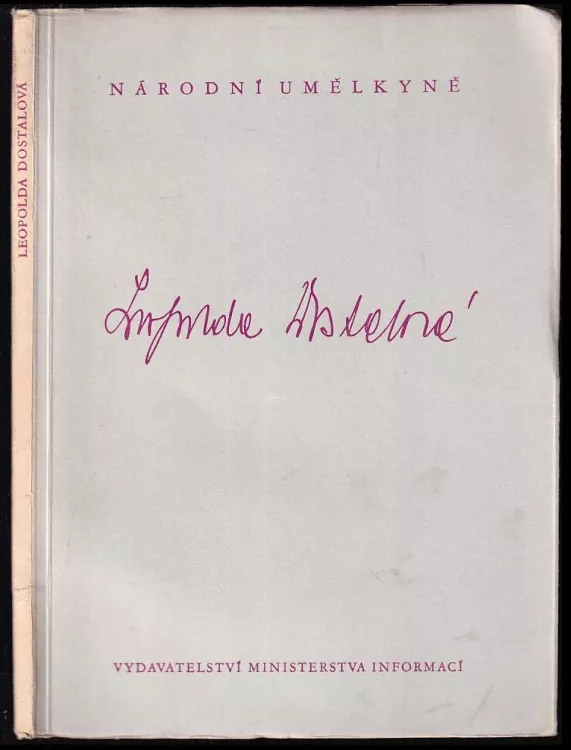 LEOPOLDA DOSTALOVÁ
NÁRODNÍ UMĚLKYNĚ
Leopolda Dostalová
VYDAVATELSTVÍ MINISTERSTVA INFORMACÍ